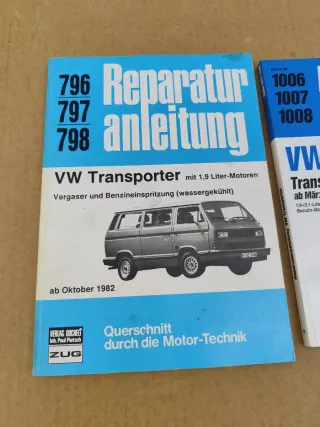 796
797
798
Reparatur
anleitung
VW Transporter mit 1,9 Liter-Motoren
Vergaser und Benzineinspritzung (wassergekühlt)
ab Oktober 1982
VERLAG BUCHELI
Inh. Paul Pietsch
ZUG
Querschnitt
durch die Motor-Technik
1006
1007
1008
VW
Trans
ab März